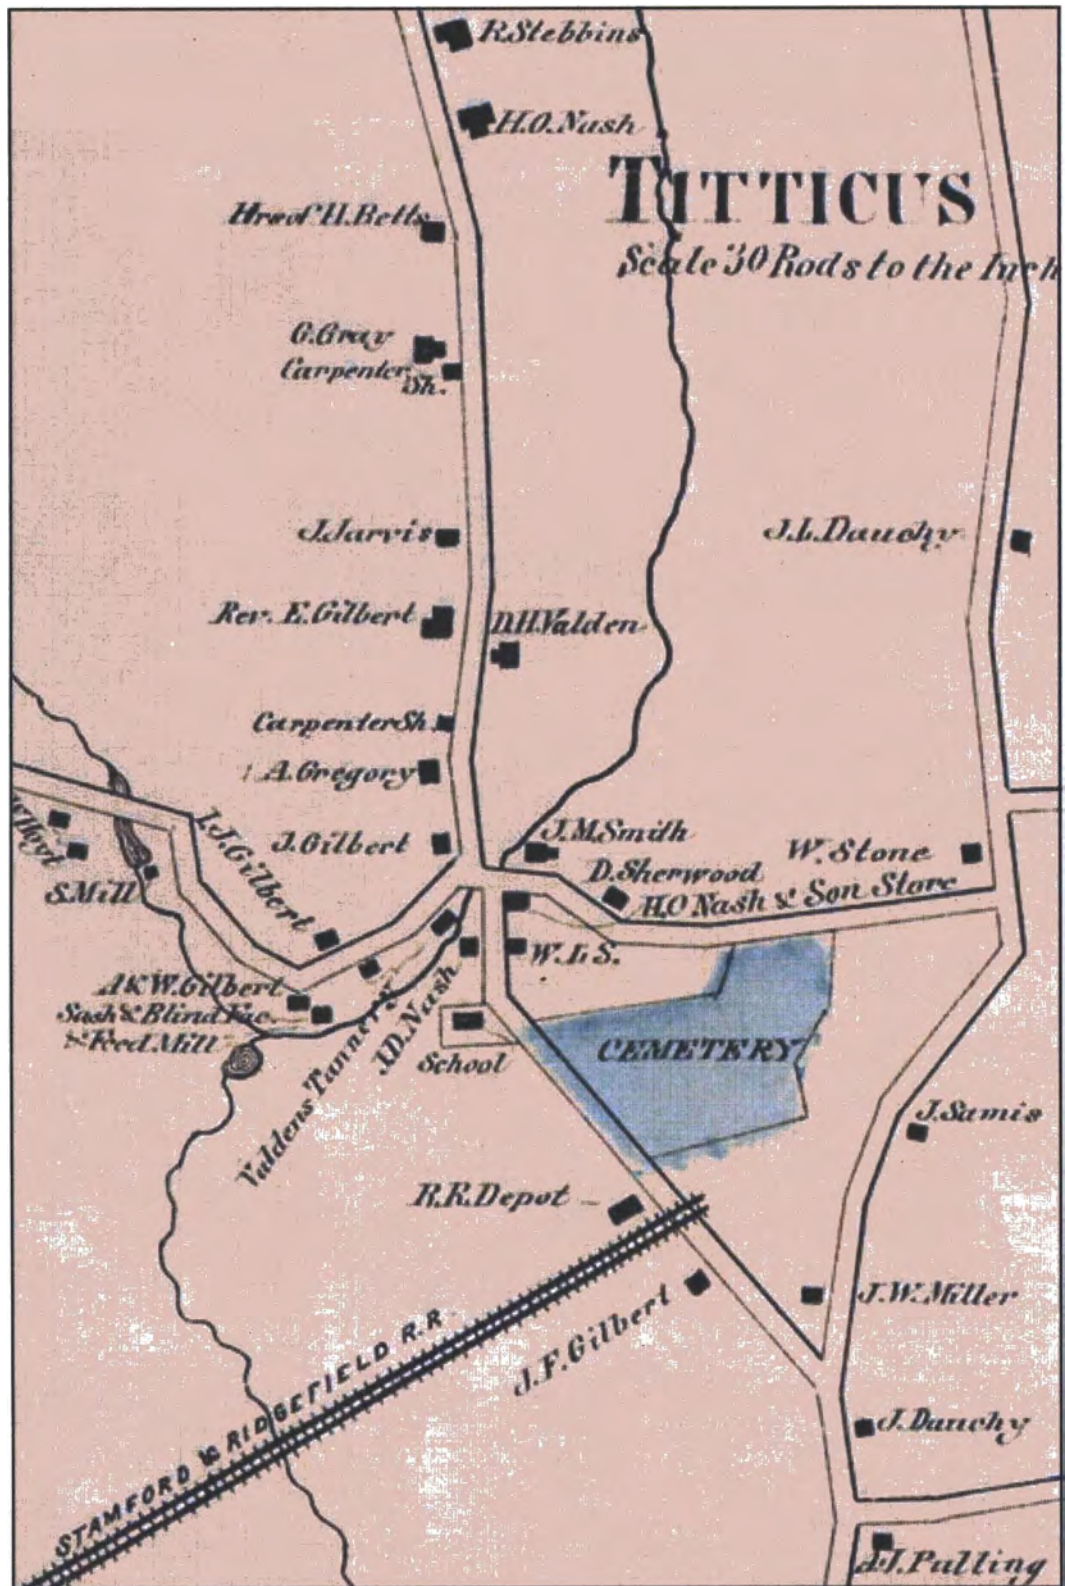 R. Stebbins
H. O. Nash
TITTICUS
Scale 30 Rods to the Inch
Hrs of H. Betts
G. Gray
Carpenter
Sh.
J. Jarvis
J. L. Dauchy
Rev. E. Gilbert
D. H. Valden
Carpenter Sh.
A. Gregory
J. Gilbert
I. J. Gilbert
J. M. Smith
D. Sherwood
W. Stone
H. O Nash & Son Store
Hoyt
S. Mill
W. L S.
A & W. Gilbert
Sash & Blind Fac.
& Feed Mill
Valdens Tannery
J. D. Nash
School
CEMETERY
J. Samis
R. R. Depot
J. W. Miller
J. F. Gilbert
STAMFORD & RIDGEFIELD R.R.
J. Dauchy
Pulling